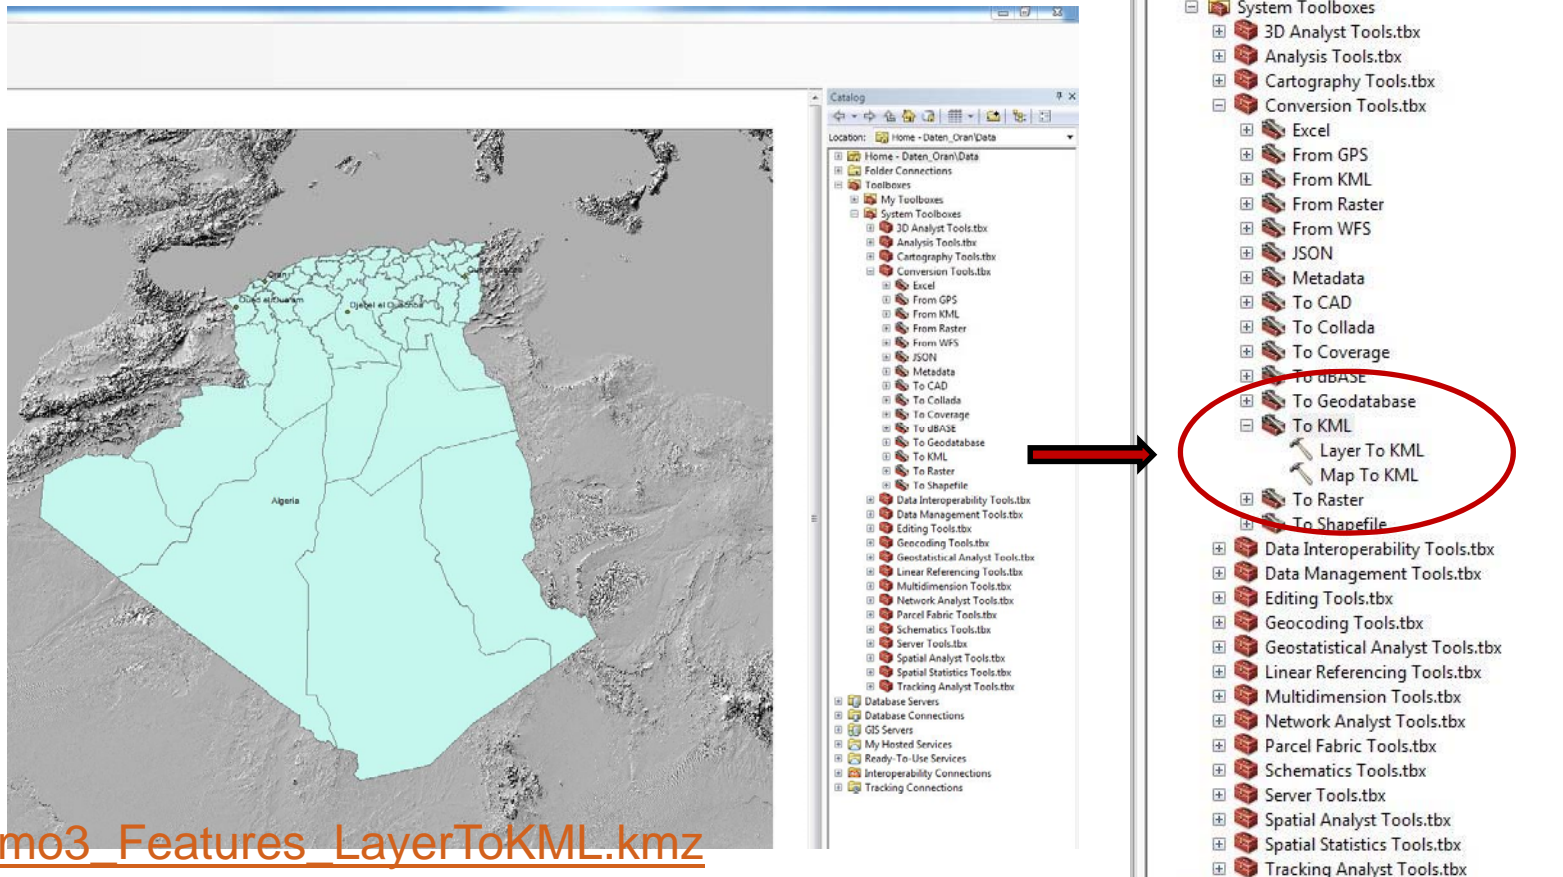 Catalog
Location: Home - Daten_Oran\Data
Home - Daten_Oran\Data
Folder Connections
Toolboxes
My Toolboxes
System Toolboxes
3D Analyst Tools.tbx
Analysis Tools.tbx
Cartography Tools.tbx
Conversion Tools.tbx
Excel
From GPS
From KML
From Raster
From WFS
JSON
Metadata
To CAD
To Collada
To Coverage
To dBASE
To Geodatabase
To KML
To Raster
To Shapefile
Data Interoperability Tools.tbx
Data Management Tools.tbx
Editing Tools.tbx
Geocoding Tools.tbx
Geostatistical Analyst Tools.tbx
Linear Referencing Tools.tbx
Multidimension Tools.tbx
Network Analyst Tools.tbx
Parcel Fabric Tools.tbx
Schematics Tools.tbx
Server Tools.tbx
Spatial Analyst Tools.tbx
Spatial Statistics Tools.tbx
Tracking Analyst Tools.tbx
Database Servers
Database Connections
GIS Servers
My Hosted Services
Ready-To-Use Services
Interoperability Connections
Tracking Connections
Oran
Djebel el
Algeria
mo3_Features_LayerToKML.kmz
System Toolboxes
3D Analyst Tools.tbx
Analysis Tools.tbx
Cartography Tools.tbx
Conversion Tools.tbx
Excel
From GPS
From KML
From Raster
From WFS
JSON
Metadata
To CAD
To Collada
To Coverage
To dBASE
To Geodatabase
To KML
Layer To KML
Map To KML
To Raster
To Shapefile
Data Interoperability Tools.tbx
Data Management Tools.tbx
Editing Tools.tbx
Geocoding Tools.tbx
Geostatistical Analyst Tools.tbx
Linear Referencing Tools.tbx
Multidimension Tools.tbx
Network Analyst Tools.tbx
Parcel Fabric Tools.tbx
Schematics Tools.tbx
Server Tools.tbx
Spatial Analyst Tools.tbx
Spatial Statistics Tools.tbx
Tracking Analyst Tools.tbx